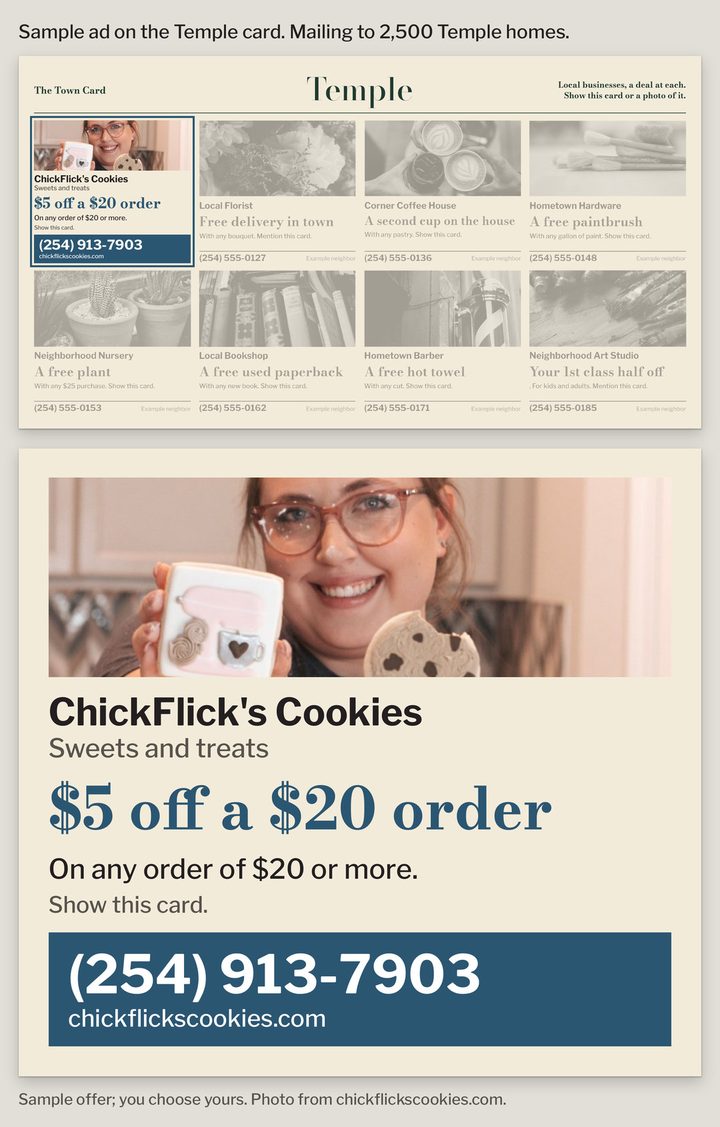 Sample ad on the Temple card. Mailing to 2,500 Temple homes.
The Town Card
Temple
Local businesses, a deal at each.
Show this card or a photo of it.
ChickFlick's Cookies
Sweets and treats
$5 off a $20 order
On any order of $20 or more.
Show this card.
(254) 913-7903
chickflickscookies.com
Local Florist
Free delivery in town
With any bouquet. Mention this card.
(254) 555-0127
Example neighbor
Corner Coffee House
A second cup on the house
With any pastry. Show this card.
(254) 555-0136
Example neighbor
Hometown Hardware
A free paintbrush
With any gallon of paint. Show this card.
(254) 555-0148
Example neighbor
Neighborhood Nursery
A free plant
With any $25 purchase. Show this card.
(254) 555-0153
Example neighbor
Local Bookshop
A free used paperback
With any new book. Show this card.
(254) 555-0162
Example neighbor
Hometown Barber
A free hot towel
With any cut. Show this card.
(254) 555-0171
Example neighbor
Neighborhood Art Studio
Your 1st class half off
For kids and adults. Mention this card.
(254) 555-0185
Example neighbor
ChickFlick's Cookies
Sweets and treats
$5 off a $20 order
On any order of $20 or more.
Show this card.
(254) 913-7903
chickflickscookies.com
Sample offer; you choose yours. Photo from chickflickscookies.com.